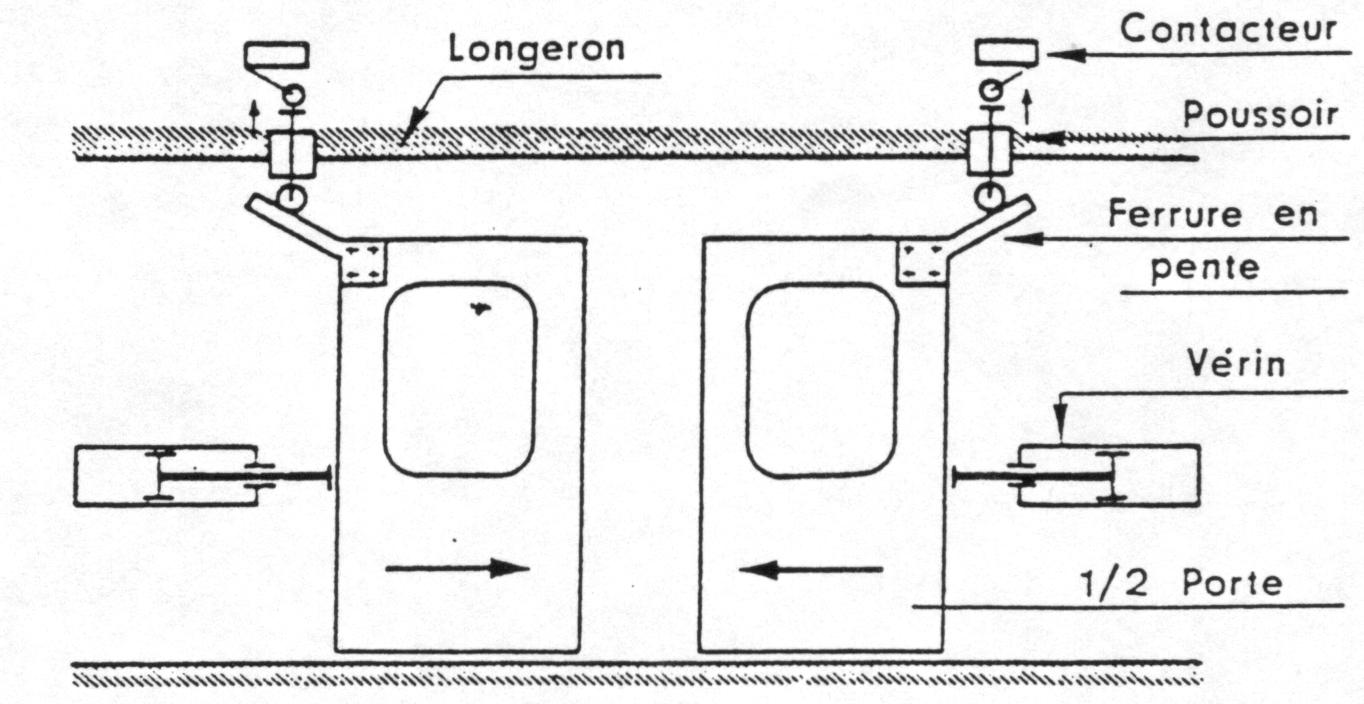 Longeron
Contacteur
Poussoir
Ferrure en
pente
Vérin
1/2 Porte